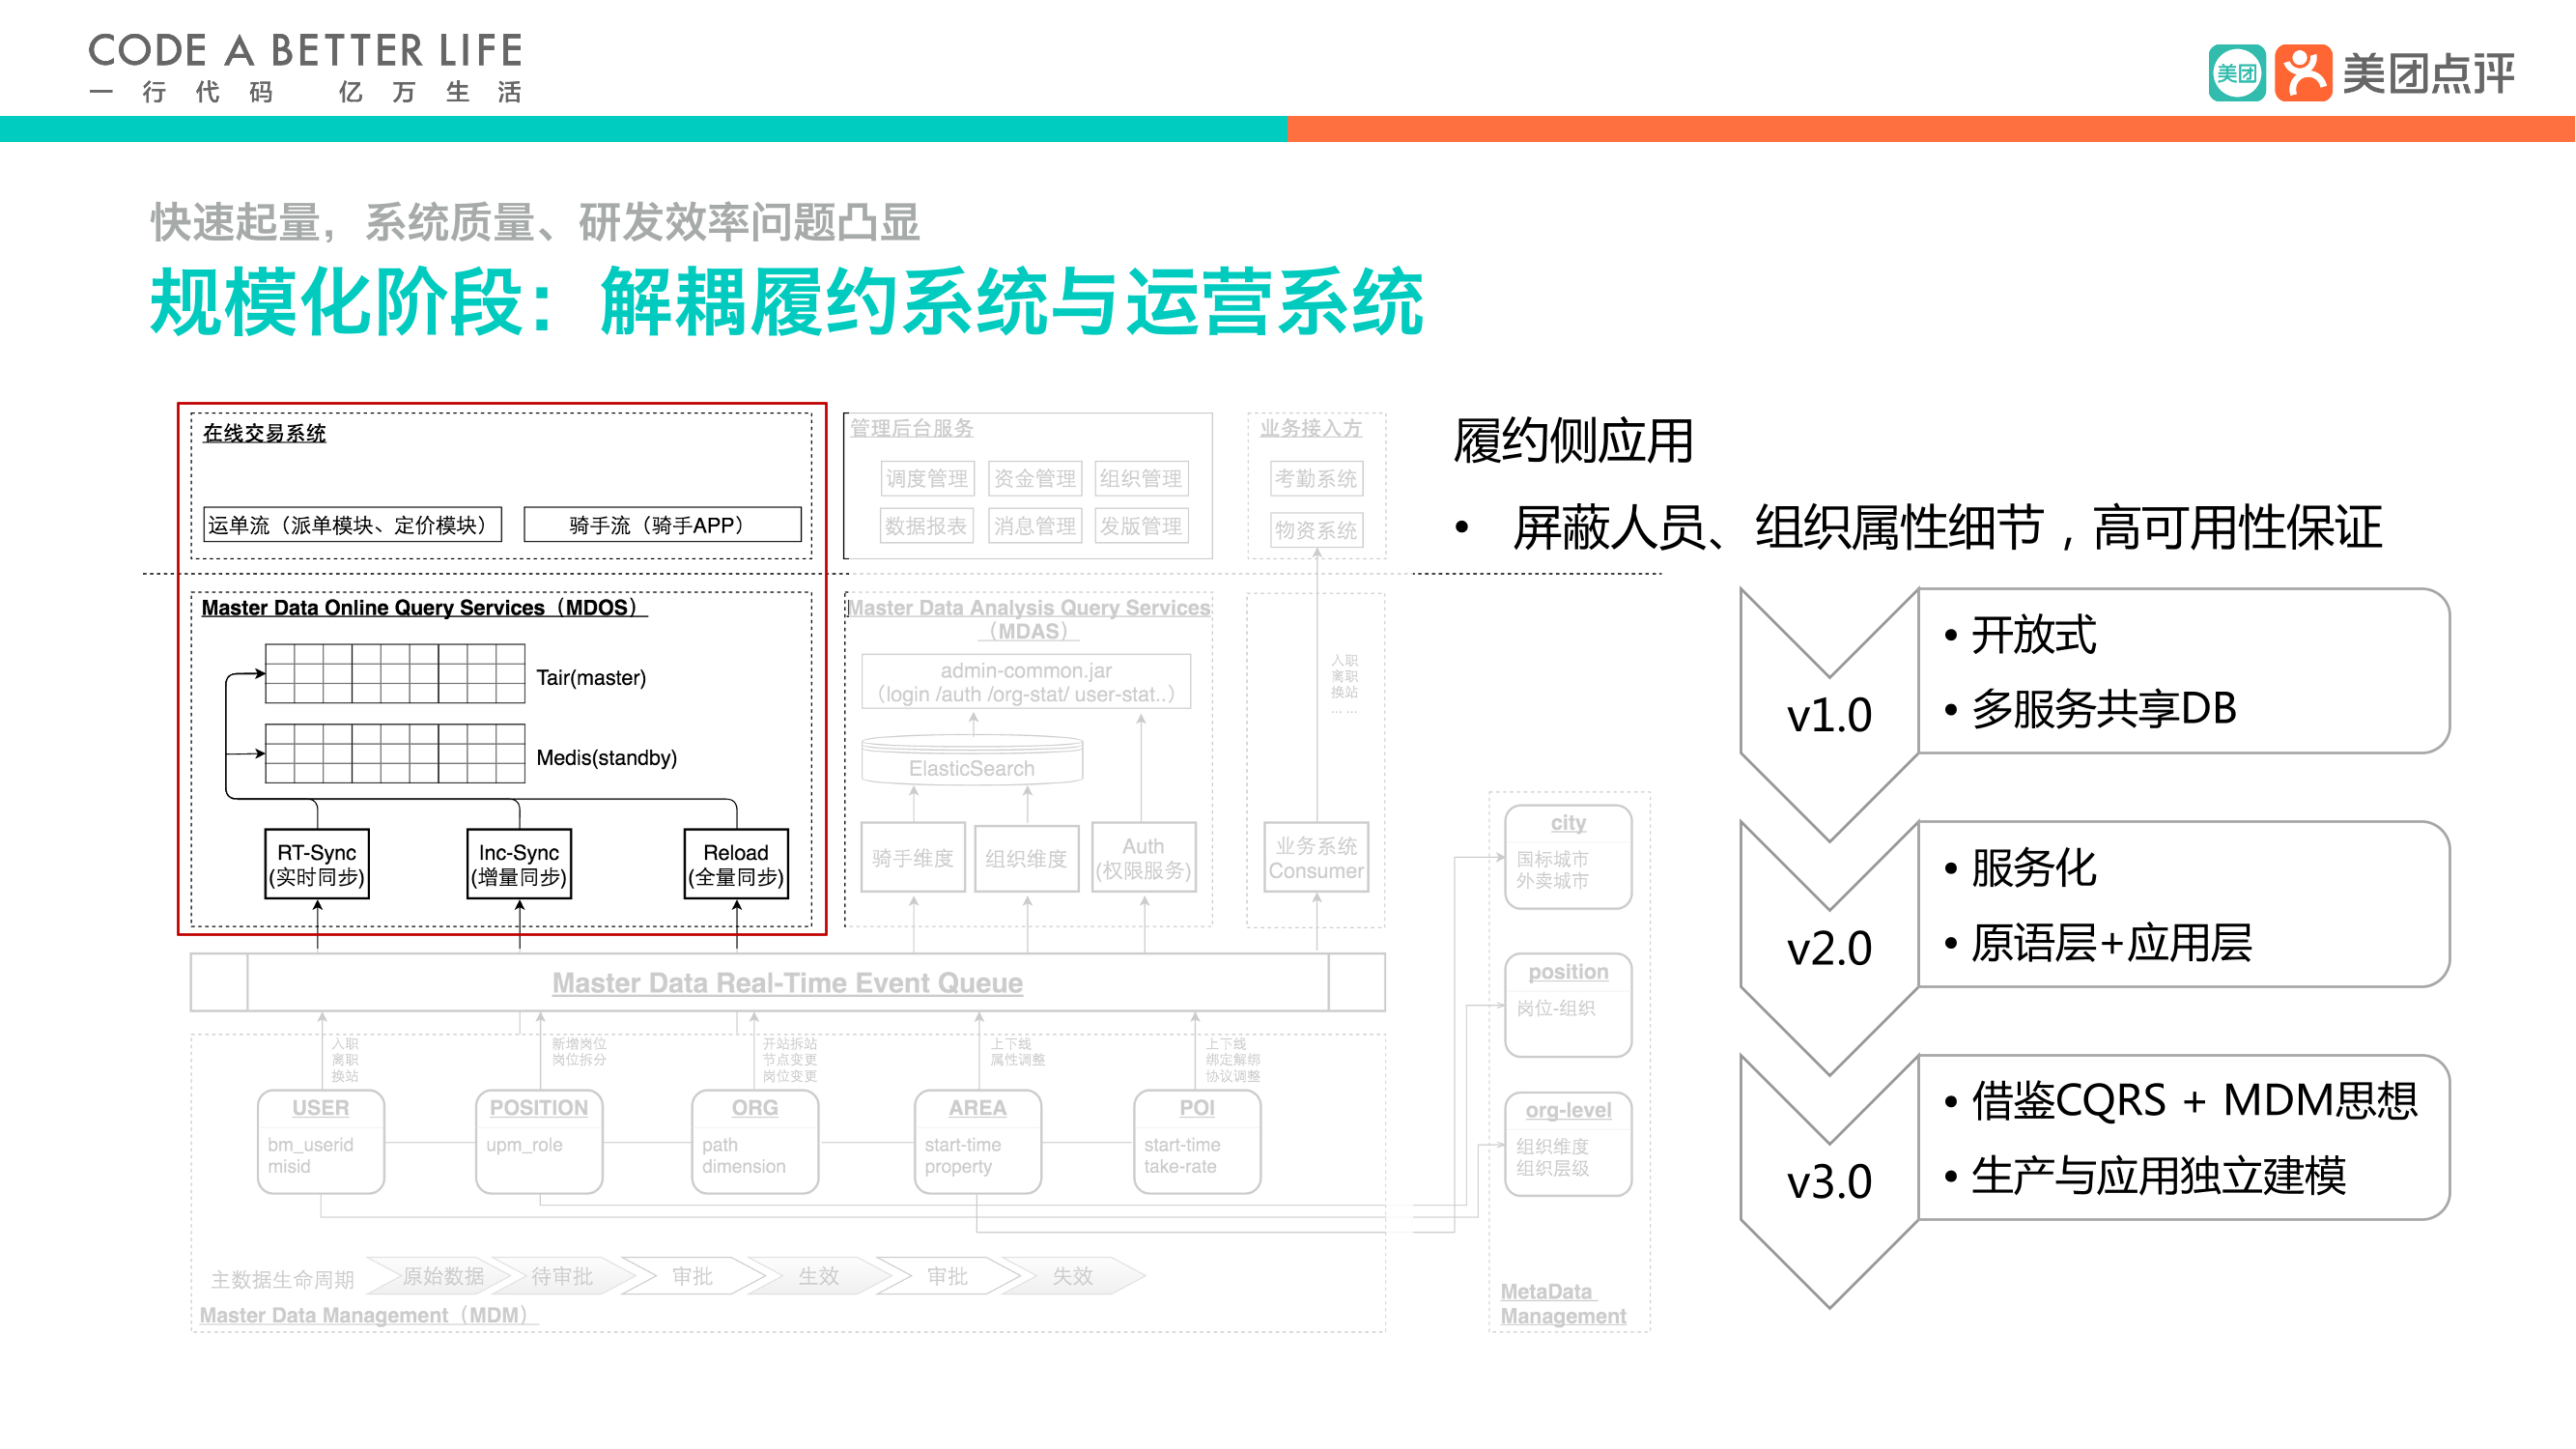 CODE A BETTER LIFE
一行代码 亿万生活
美团
美团点评
快速起量，系统质量、研发效率问题凸显
规模化阶段：解耦履约系统与运营系统
在线交易系统
运单流（派单模块、定价模块）
骑手流（骑手APP）
管理后台服务
调度管理
资金管理
组织管理
数据报表
消息管理
发版管理
业务接入方
考勤系统
物资系统
Master Data Online Query Services（MDOS）
Tair(master)
Medis(standby)
RT-Sync
(实时同步)
Inc-Sync
(增量同步)
Reload
(全量同步)
Master Data Analysis Query Services
（MDAS）
admin-common.jar
（login /auth /org-stat/ user-stat..）
ElasticSearch
骑手维度
组织维度
Auth
(权限服务)
入职
离职
换站
... ...
业务系统
Consumer
Master Data Real-Time Event Queue
入职
离职
换站
新增岗位
岗位拆分
开站拆站
节点变更
岗位变更
上下线
属性调整
上下线
绑定解绑
协议调整
USER
bm_userid
misid
POSITION
upm_role
ORG
path
dimension
AREA
start-time
property
POI
start-time
take-rate
主数据生命周期
原始数据
待审批
审批
生效
审批
失效
Master Data Management（MDM）
city
国标城市
外卖城市
position
岗位-组织
org-level
组织维度
组织层级
MetaData
Management
履约侧应用
• 屏蔽人员、组织属性细节，高可用性保证
v1.0
• 开放式
• 多服务共享DB
v2.0
• 服务化
• 原语层+应用层
v3.0
• 借鉴CQRS + MDM思想
• 生产与应用独立建模